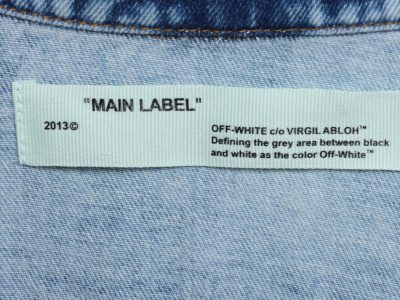 "MAIN LABEL"
2013©
OFF-WHITE c/o VIRGIL ABLOH™
Defining the grey area between black
and white as the color Off-White™